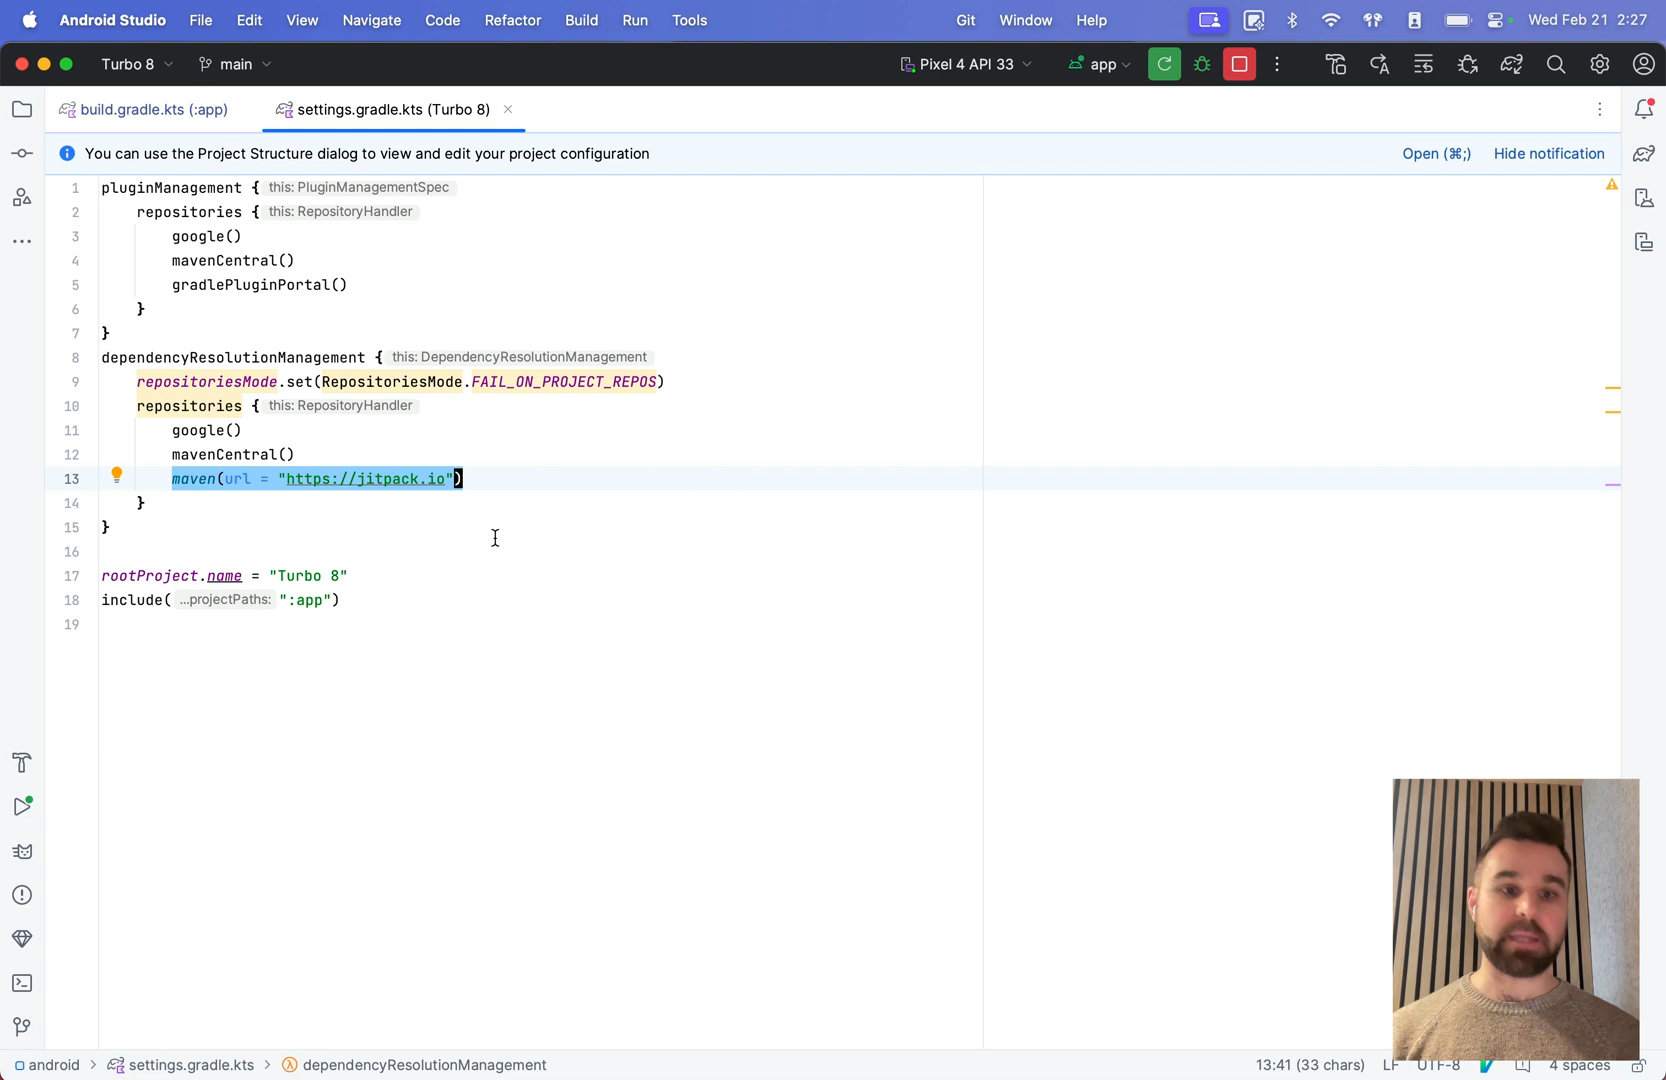 Android Studio File Edit View Navigate Code Refactor Build Run Tools Git Window Help Wed Feb 21 2:27
Turbo 8 main Pixel 4 API 33 app
build.gradle.kts (:app) settings.gradle.kts (Turbo 8)
You can use the Project Structure dialog to view and edit your project configuration Open (⌘;) Hide notification
1 pluginManagement { this: PluginManagementSpec
2 repositories { this: RepositoryHandler
3 google()
4 mavenCentral()
5 gradlePluginPortal()
6 }
7 }
8 dependencyResolutionManagement { this: DependencyResolutionManagement
9 repositoriesMode.set(RepositoriesMode.FAIL_ON_PROJECT_REPOS)
10 repositories { this: RepositoryHandler
11 google()
12 mavenCentral()
13 maven(url = "https://jitpack.io")
14 }
15 }
16
17 rootProject.name = "Turbo 8"
18 include( ...projectPaths: ":app")
19
android > settings.gradle.kts > dependencyResolutionManagement 13:41 (33 chars) LF UTF-8 4 spaces